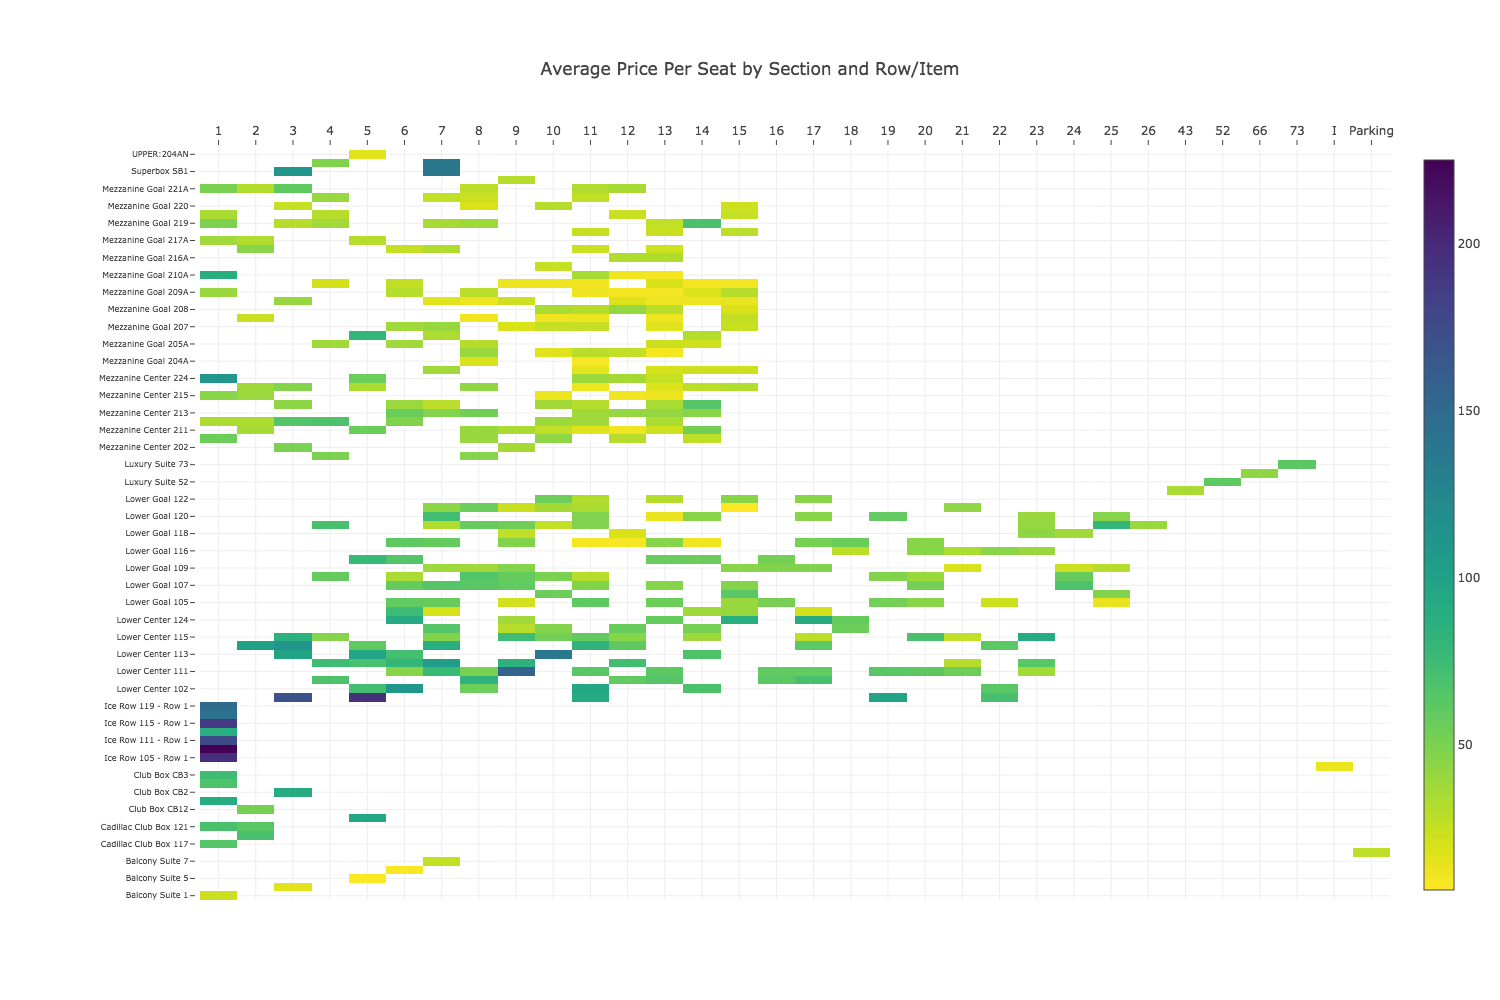 Average Price Per Seat by Section and Row/Item
1 2 3 4 5 6 7 8 9 10 11 12 13 14 15 16 17 18 19 20 21 22 23 24 25 26 43 52 66 73 I Parking
UPPER:204AN
Superbox SB1
Mezzanine Goal 221A
Mezzanine Goal 220
Mezzanine Goal 219
Mezzanine Goal 217A
Mezzanine Goal 216A
Mezzanine Goal 210A
Mezzanine Goal 209A
Mezzanine Goal 208
Mezzanine Goal 207
Mezzanine Goal 205A
Mezzanine Goal 204A
Mezzanine Center 224
Mezzanine Center 215
Mezzanine Center 213
Mezzanine Center 211
Mezzanine Center 202
Luxury Suite 73
Luxury Suite 52
Lower Goal 122
Lower Goal 120
Lower Goal 118
Lower Goal 116
Lower Goal 109
Lower Goal 107
Lower Goal 105
Lower Center 124
Lower Center 115
Lower Center 113
Lower Center 111
Lower Center 102
Ice Row 119 - Row 1
Ice Row 115 - Row 1
Ice Row 111 - Row 1
Ice Row 105 - Row 1
Club Box CB3
Club Box CB2
Club Box CB12
Cadillac Club Box 121
Cadillac Club Box 117
Balcony Suite 7
Balcony Suite 5
Balcony Suite 1
200
150
100
50